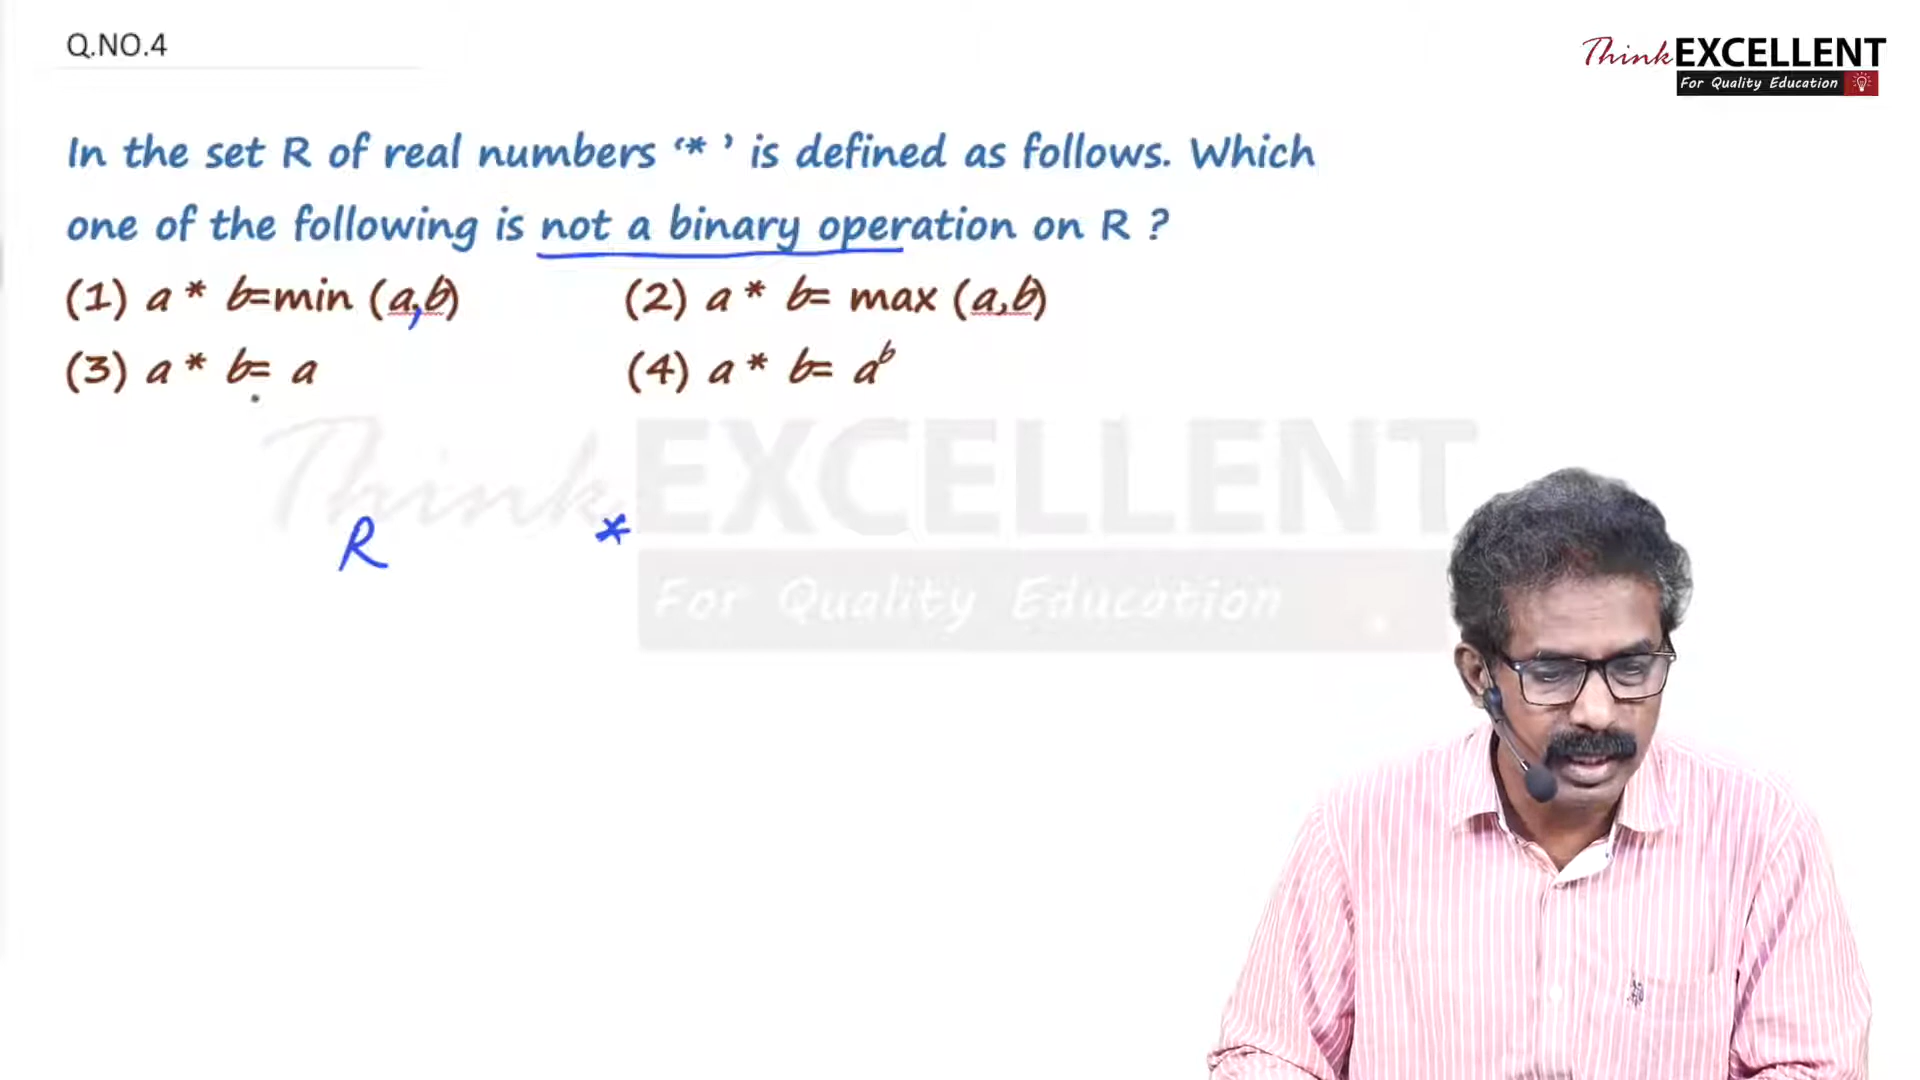 Q.NO.4
Think EXCELLENT
For Quality Education
In the set R of real numbers ‘* ’ is defined as follows. Which
one of the following is not a binary operation on R ?
(1) a * b=min (a,b) (2) a * b= max (a,b)
(3) a * b= a (4) a * b= aᵇ
Think EXCELLENT
For Quality Education
R *